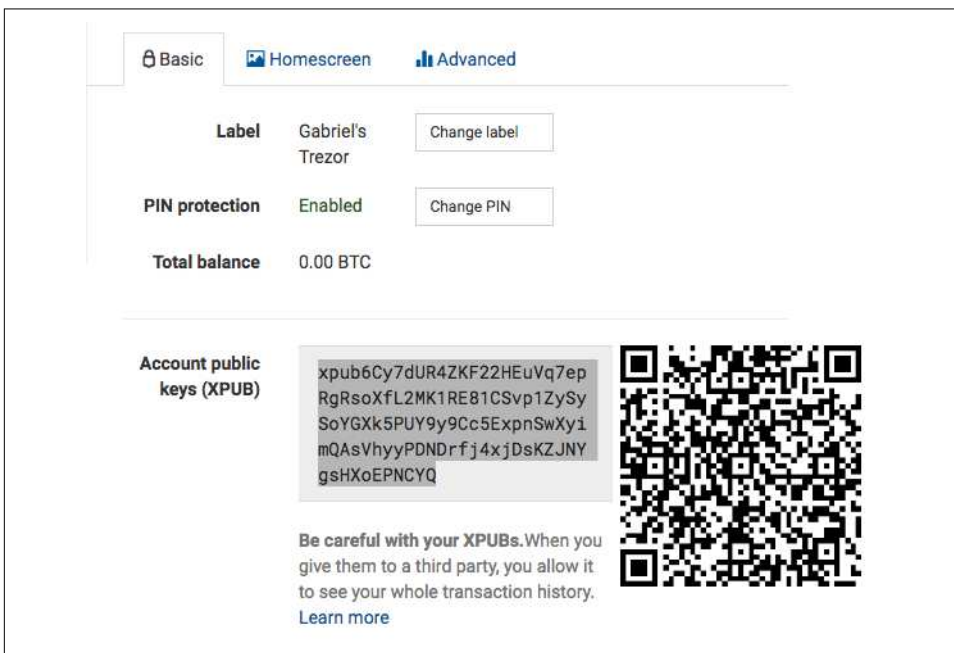 Basic Homescreen Advanced
Label Gabriel's Change label
Trezor
PIN protection Enabled Change PIN
Total balance 0.00 BTC
Account public
keys (XPUB)
xpub6Cy7dUR4ZKF22HEuVq7ep
RgRsoXfL2MK1RE81CSvp1ZySy
SoYGXk5PUY9y9Cc5ExpnSwXyi
mQAsVhyyPDNDrfj4xjDsKZJNY
gsHXoEPNCYQ
Be careful with your XPUBs.When you
give them to a third party, you allow it
to see your whole transaction history.
Learn more